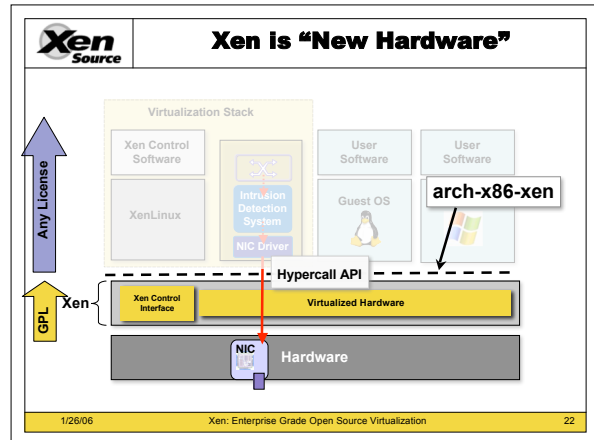 Xen
Source
Xen is “New Hardware”
Virtualization Stack
Xen Control
Software
User
Software
User
Software
XenLinux
Intrusion
Detection
System
NIC Driver
Guest OS
arch-x86-xen
Any License
Hypercall API
GPL
Xen
Xen Control
Interface
Virtualized Hardware
NIC
Hardware
1/26/06
Xen: Enterprise Grade Open Source Virtualization
22